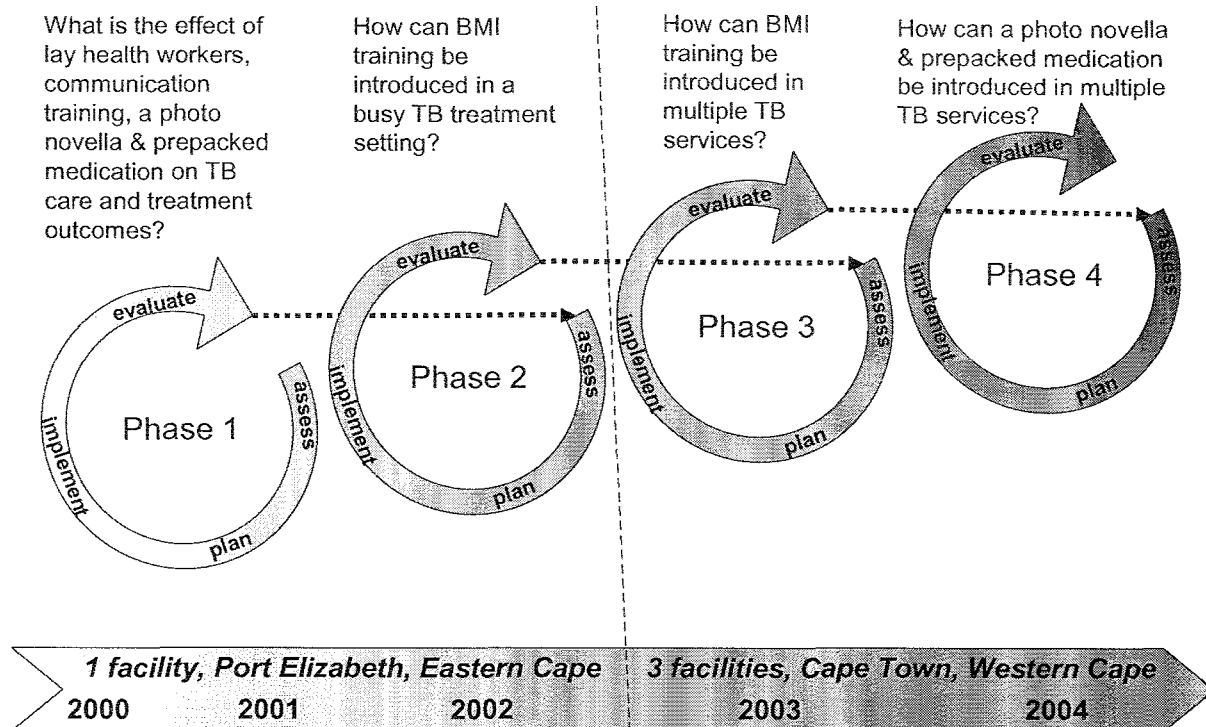 What is the effect of
lay health workers,
communication
training, a photo
novella & prepacked
medication on TB
care and treatment
outcomes?
How can BMI
training be
introduced in a
busy TB treatment
setting?
How can BMI
training be
introduced in
multiple TB
services?
How can a photo novella
& prepacked medication
be introduced in multiple
TB services?
evaluate
assess
Phase 1
implement
plan
evaluate
assess
Phase 2
implement
plan
evaluate
assess
Phase 3
implement
plan
evaluate
assess
Phase 4
implement
plan
1 facility, Port Elizabeth, Eastern Cape
3 facilities, Cape Town, Western Cape
2000 2001 2002 2003 2004